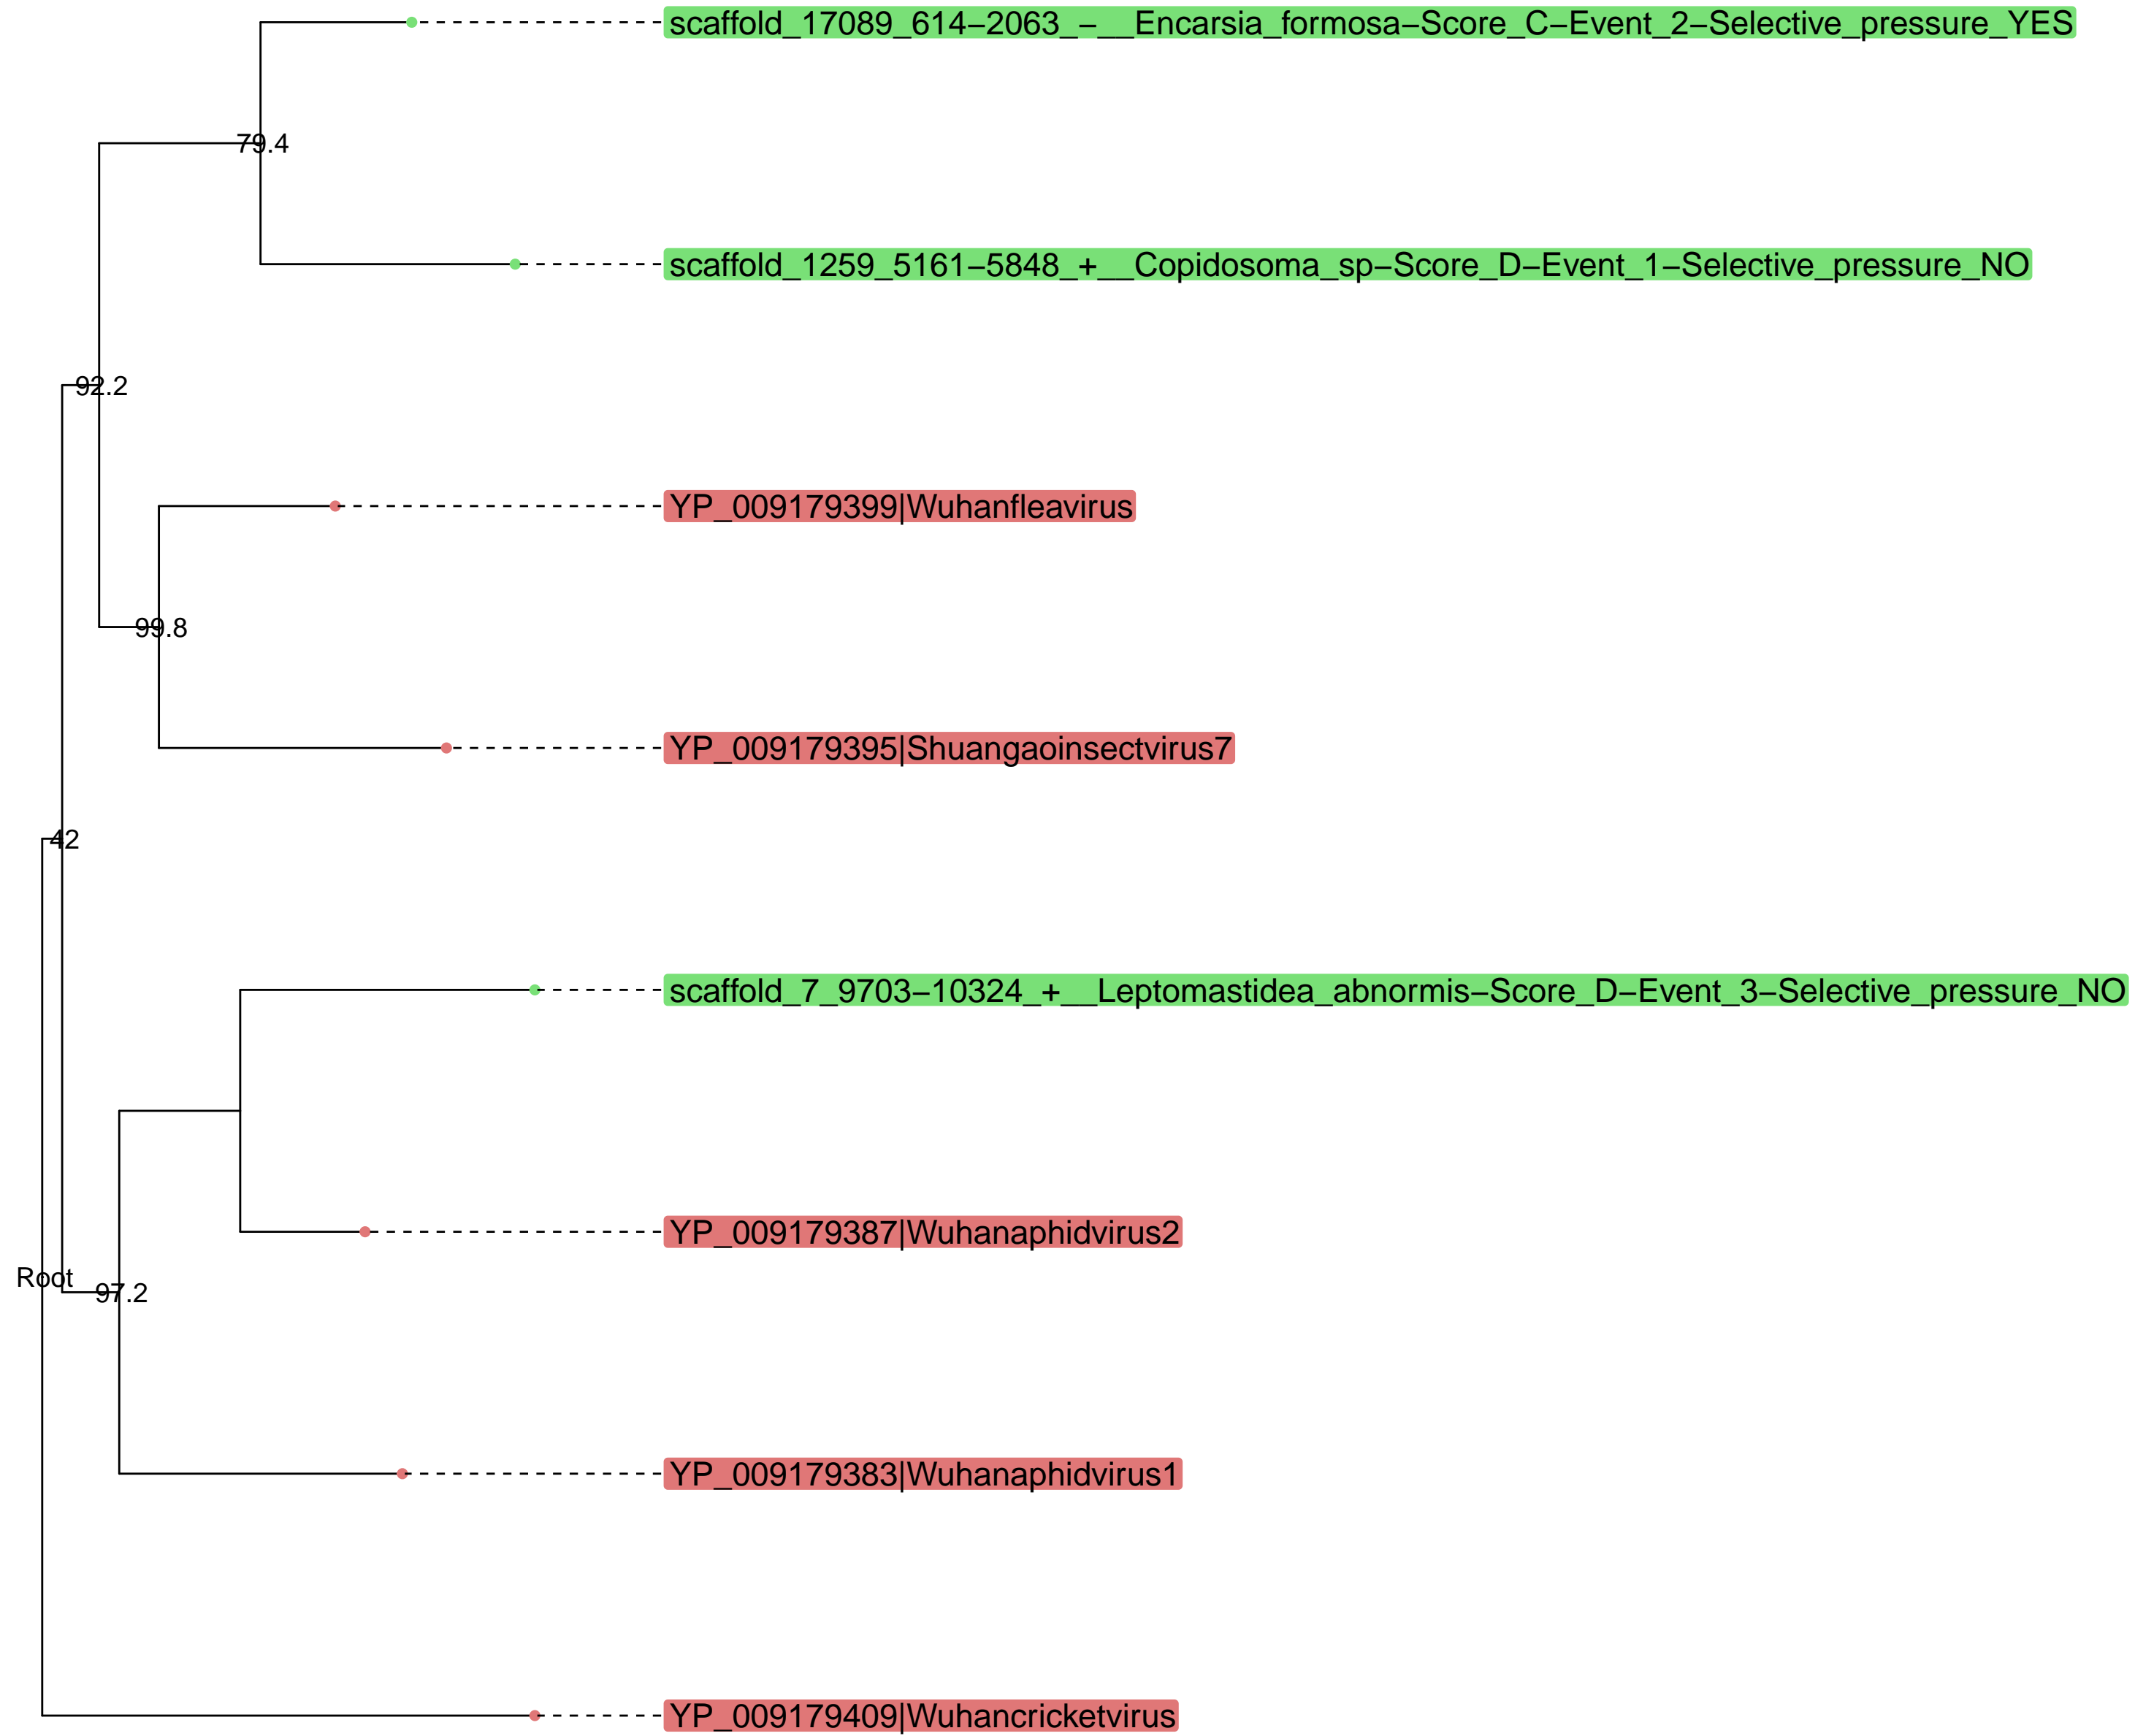 scaffold_17089_614−2063_−__Encarsia_formosa−Score_C−Event_2−Selective_pressure_YES
79.4
scaffold_1259_5161−5848_+__Copidosoma_sp−Score_D−Event_1−Selective_pressure_NO
92.2
YP_009179399|Wuhanfleavirus
99.8
YP_009179395|Shuangaoinsectvirus7
42
scaffold_7_9703−10324_+__Leptomastidea_abnormis−Score_D−Event_3−Selective_pressure_NO
YP_009179387|Wuhanaphidvirus2
Root
97.2
YP_009179383|Wuhanaphidvirus1
YP_009179409|Wuhancricketvirus